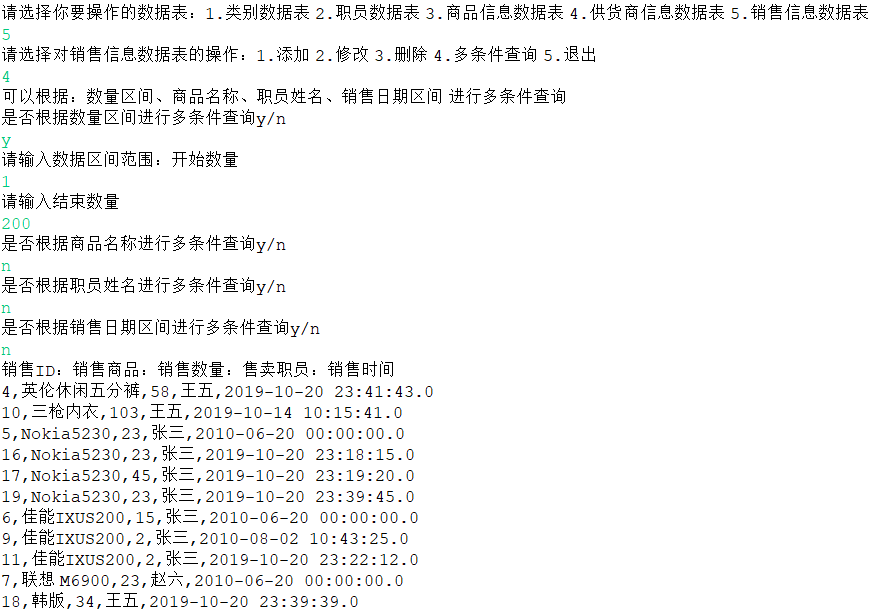 请选择你要操作的数据表：1.类别数据表 2.职员数据表 3.商品信息数据表 4.供货商信息数据表 5.销售信息数据表
5
请选择对销售信息数据表的操作：1.添加 2.修改 3.删除 4.多条件查询 5.退出
4
可以根据：数量区间、商品名称、职员姓名、销售日期区间 进行多条件查询
是否根据数量区间进行多条件查询y/n
y
请输入数据区间范围：开始数量
1
请输入结束数量
200
是否根据商品名称进行多条件查询y/n
n
是否根据职员姓名进行多条件查询y/n
n
是否根据销售日期区间进行多条件查询y/n
n
销售ID：销售商品：销售数量：售卖职员：销售时间
4,英伦休闲五分裤,58,王五,2019-10-20 23:41:43.0
10,三枪内衣,103,王五,2019-10-14 10:15:41.0
5,Nokia5230,23,张三,2010-06-20 00:00:00.0
16,Nokia5230,23,张三,2019-10-20 23:18:15.0
17,Nokia5230,45,张三,2019-10-20 23:19:20.0
19,Nokia5230,23,张三,2019-10-20 23:39:45.0
6,佳能IXUS200,15,张三,2010-06-20 00:00:00.0
9,佳能IXUS200,2,张三,2010-08-02 10:43:25.0
11,佳能IXUS200,2,张三,2019-10-20 23:22:12.0
7,联想 M6900,23,赵六,2010-06-20 00:00:00.0
18,韩版,34,王五,2019-10-20 23:39:39.0